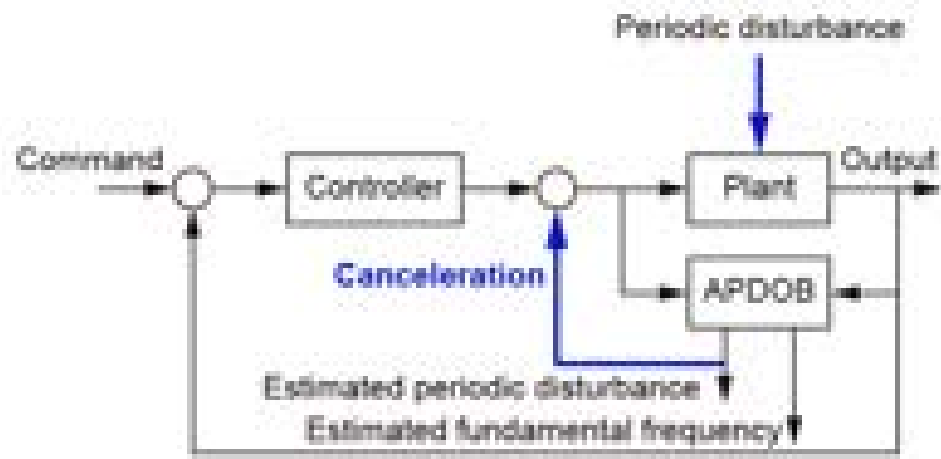 Periodic disturbance
Command
Controller
Plant
Output
Canceleration
APDOB
Estimated periodic disturbance
Estimated fundamental frequency